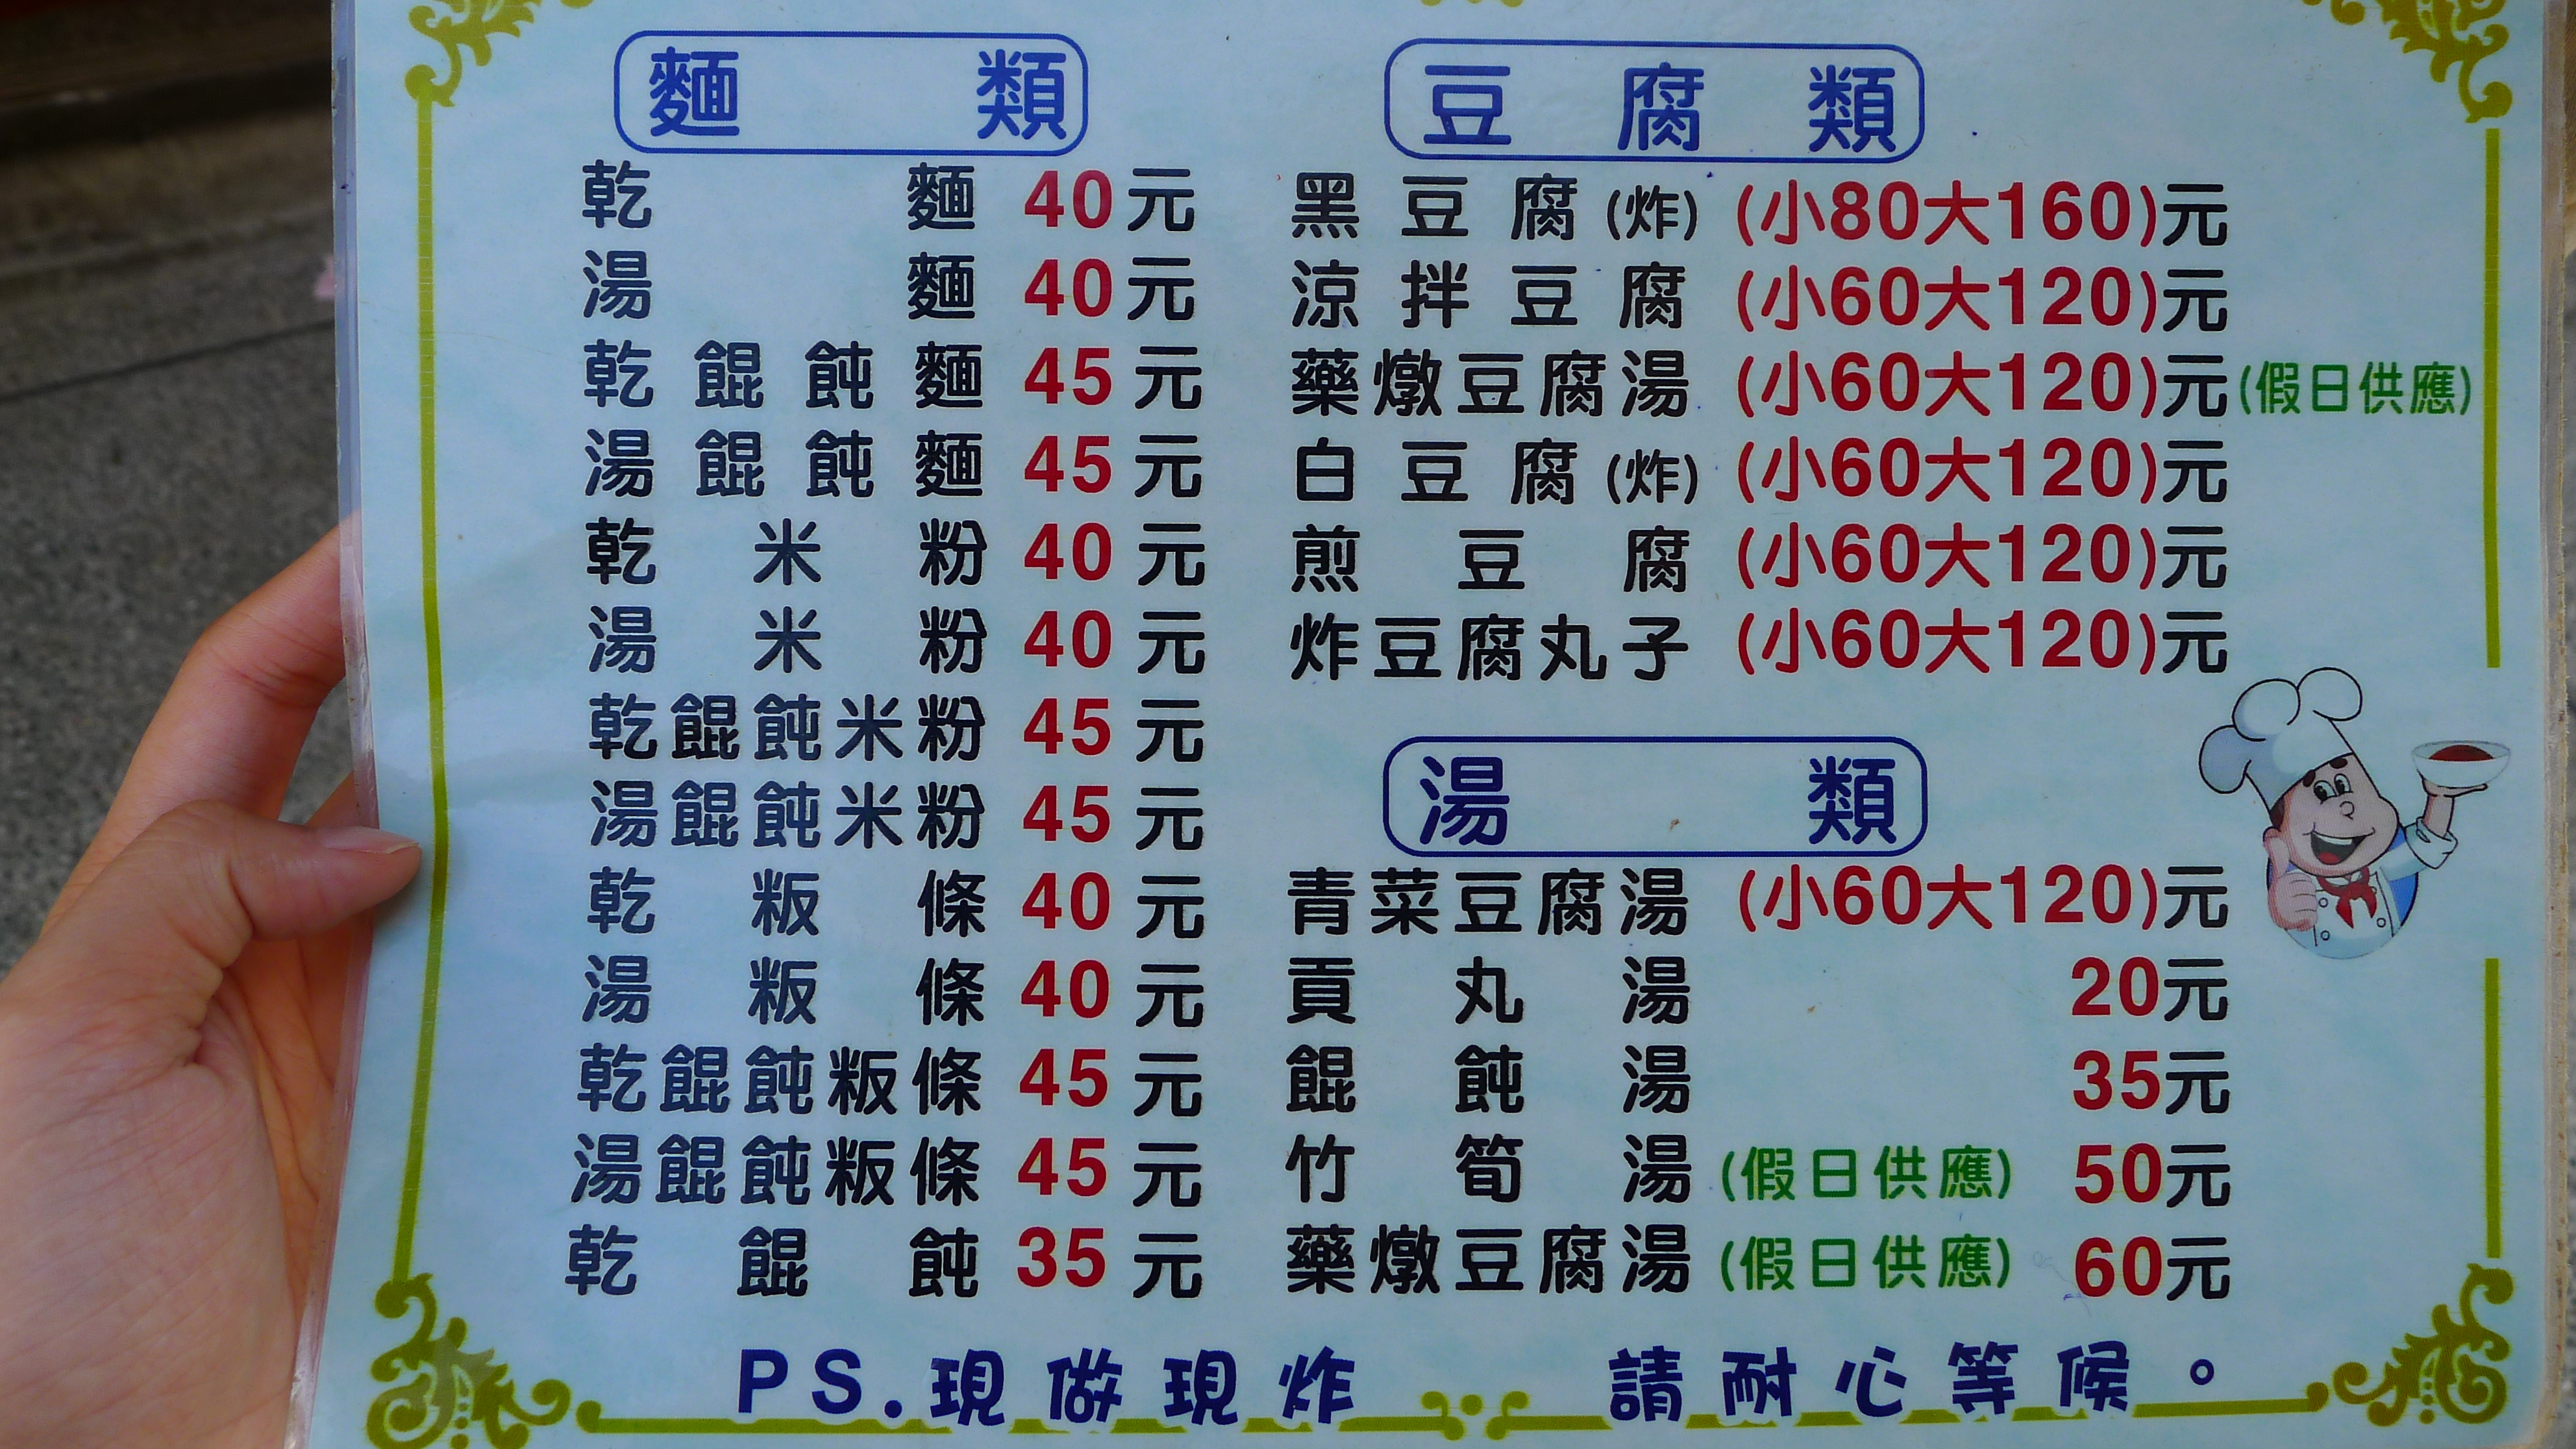 麵類
乾麵 40元
湯麵 40元
乾餛飩麵 45元
湯餛飩麵 45元
乾米粉 40元
湯米粉 40元
乾餛飩米粉 45元
湯餛飩米粉 45元
乾粄條 40元
湯粄條 40元
乾餛飩粄條 45元
湯餛飩粄條 45元
乾餛飩 35元
豆腐類
黑豆腐(炸) (小80大160)元
涼拌豆腐 (小60大120)元
藥燉豆腐湯 (小60大120)元(假日供應)
白豆腐(炸) (小60大120)元
煎豆腐 (小60大120)元
炸豆腐丸子 (小60大120)元
湯類
青菜豆腐湯 (小60大120)元
貢丸湯 20元
餛飩湯 35元
竹筍湯(假日供應) 50元
藥燉豆腐湯(假日供應) 60元
PS.現做現炸 請耐心等候。